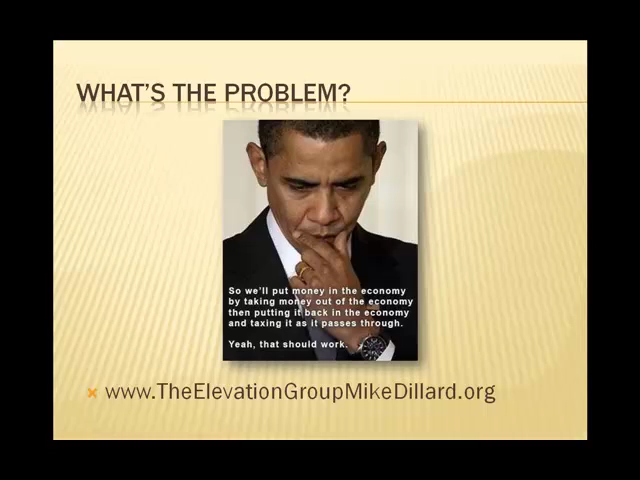 WHAT'S THE PROBLEM?
So we'll put money in the economy
by taking money out of the economy
then putting it back in the economy
and taxing it as it passes through.
Yeah, that should work.
www.TheElevationGroupMikeDillard.org